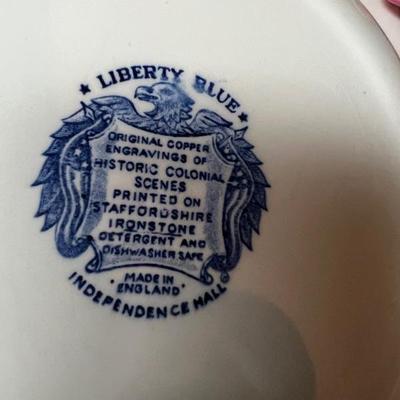 ★ LIBERTY BLUE ★
ORIGINAL COPPER
ENGRAVINGS OF
HISTORIC COLONIAL
SCENES
PRINTED ON
STAFFORDSHIRE
IRONSTONE
DETERGENT AND
DISHWASHER SAFE
· MADE IN ·
ENGLAND
INDEPENDENCE HALL ©